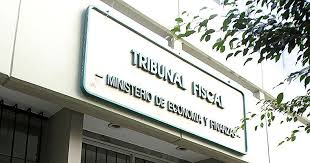 TRIBUNAL FISCAL
– MINISTERIO DE ECONOMIA Y FINANZAS